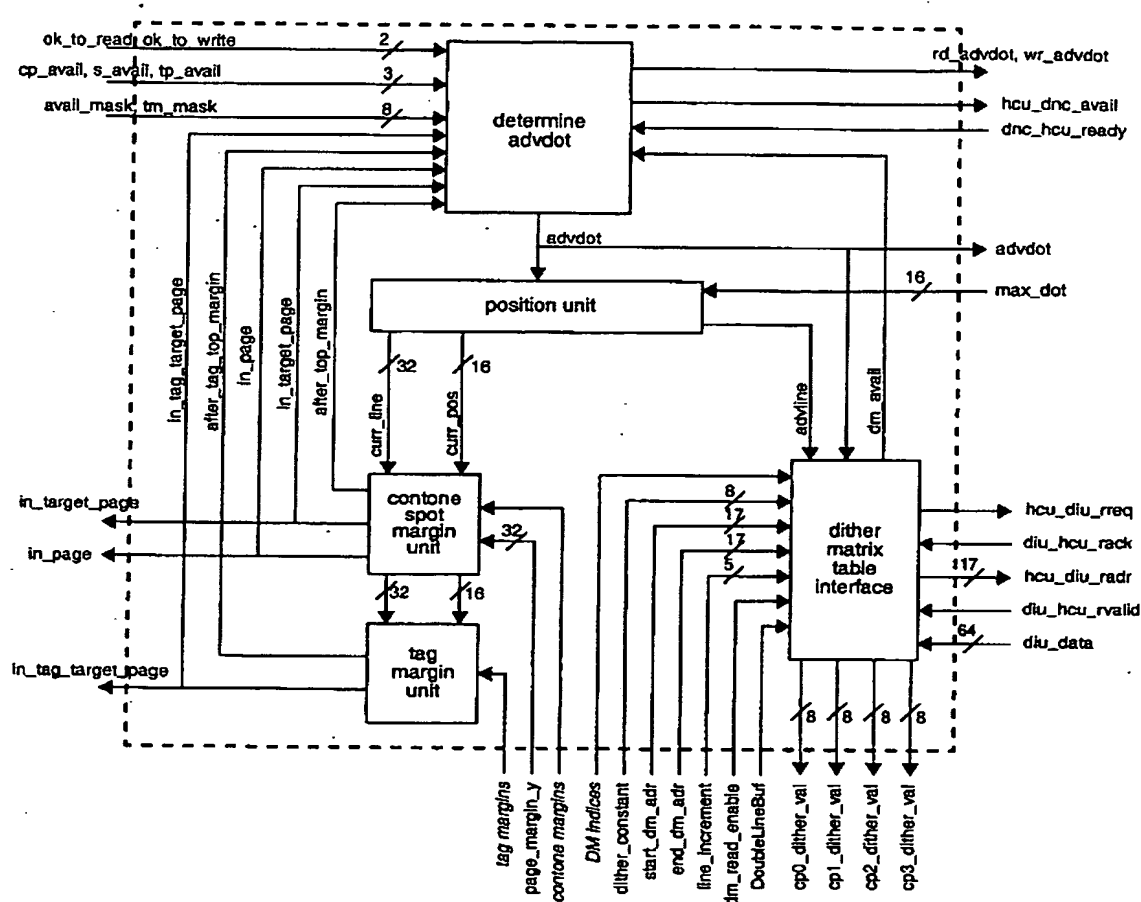 ok_to_read, ok_to_write
2
cp_avail, s_avail, tp_avail
3
avail_mask, tm_mask
8
determine
advdot
rd_advdot, wr_advdot
hcu_dnc_avail
dnc_hcu_ready
advdot
advdot
position unit
16
max_dot
in_tag_target_page
after_tag_top_margin
in_page
in_target_page
after_top_margin
32
16
curr_line
curr_pos
advline
dm_avail
in_target_page
in_page
contone
spot
margin
unit
32
32
16
in_tag_target_page
tag
margin
unit
8
17
17
5
dither
matrix
table
interface
hcu_diu_rreq
diu_hcu_rack
17
hcu_diu_radr
diu_hcu_rvalid
64
diu_data
8
8
8
8
tag margins
page_margin_y
contone margins
DM indices
dither_constant
start_dm_adr
end_dm_adr
line_increment
dm_read_enable
DoubleLineBuf
cp0_dither_val
cp1_dither_val
cp2_dither_val
cp3_dither_val